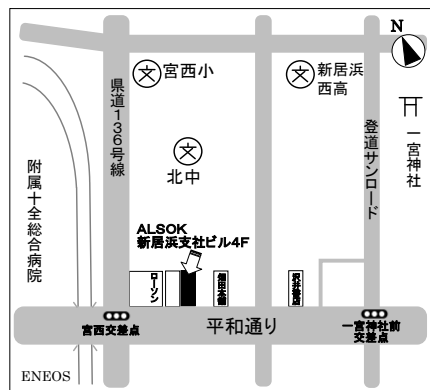 N
宮西小
新居浜
西高
県道136号線
登道サンロード
一宮神社
北中
附属十全総合病院
ALSOK
新居浜支社ビル4F
ローソン
平和通り
宮西交差点
一宮神社前
交差点
ENEOS